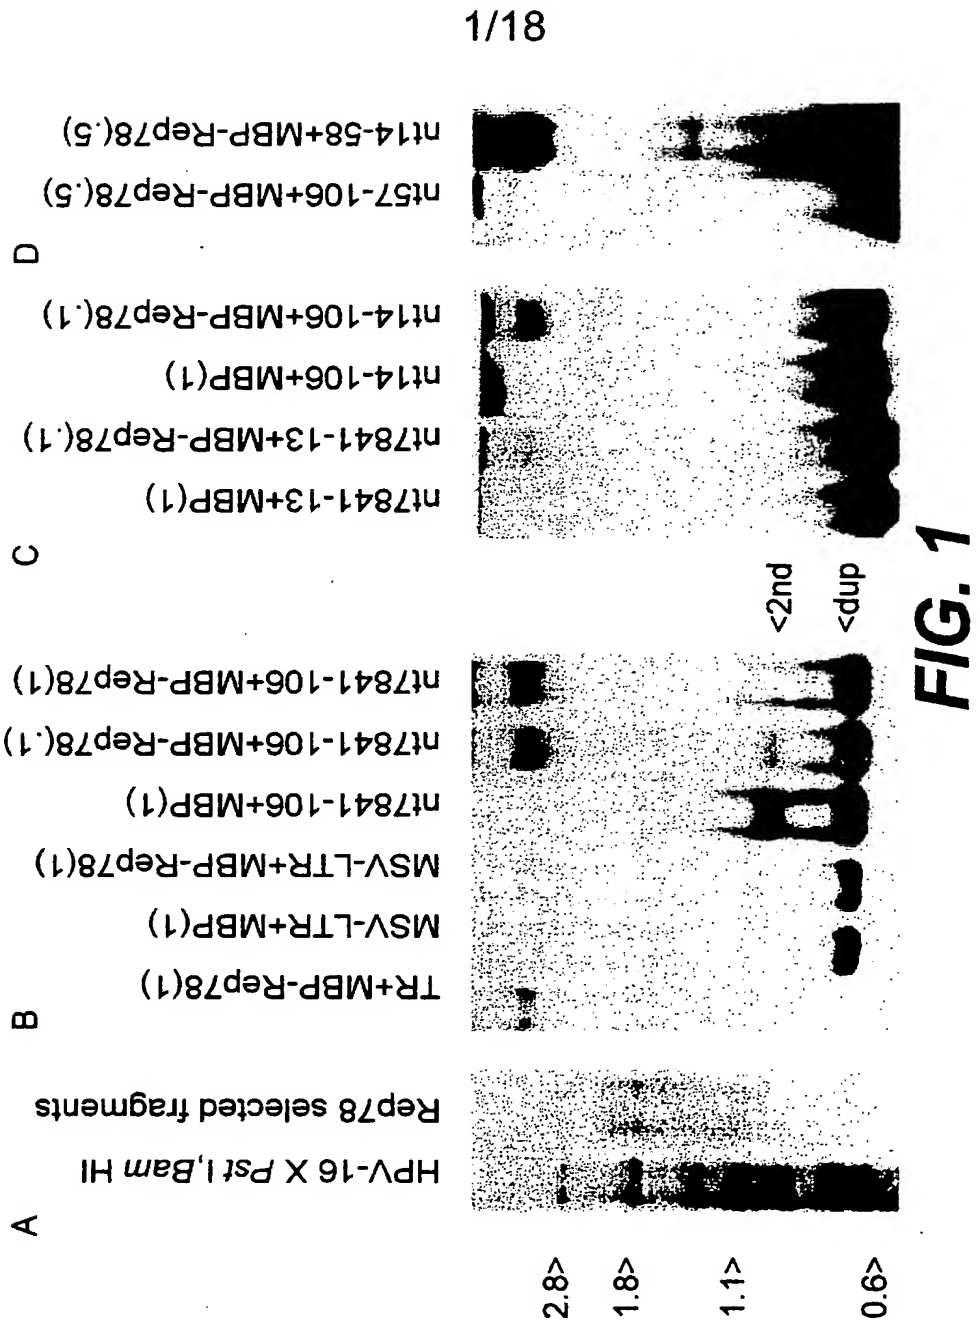 1/18
A
HPV-16 X Pst I, Bam HI
Rep78 selected fragments
2.8>
1.8>
1.1>
0.6>
B
TR+MBP-Rep78(1)
MSV-LTR+MBP(1)
MSV-LTR+MBP-Rep78(1)
nt7841-106+MBP(1)
nt7841-106+MBP-Rep78(.1)
nt7841-106+MBP-Rep78(1)
<2nd
<dup
C
nt7841-13+MBP(1)
nt7841-13+MBP-Rep78(.1)
nt14-106+MBP(1)
nt14-106+MBP-Rep78(.1)
D
nt57-106+MBP-Rep78(.5)
nt14-58+MBP-Rep78(.5)
FIG. 1